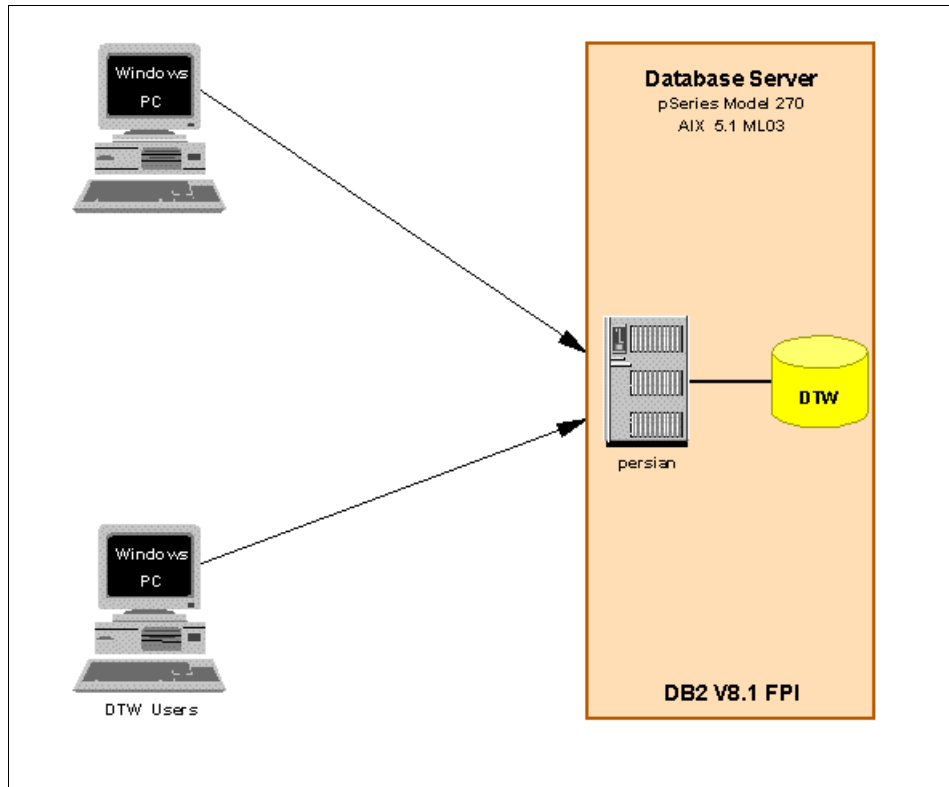 Windows
PC
Database Server
pSeries Model 270
AIX 5.1 ML03
DTW
persian
Windows
PC
DTW Users
DB2 V8.1 FPI